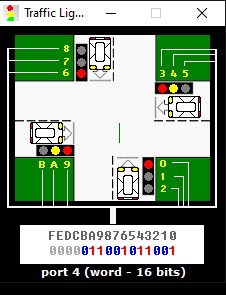 Traffic Lig...
8
7
6
3 4 5
B A 9
0
1
2
FEDCBA9876543210
0000011001011001
port 4 (word - 16 bits)